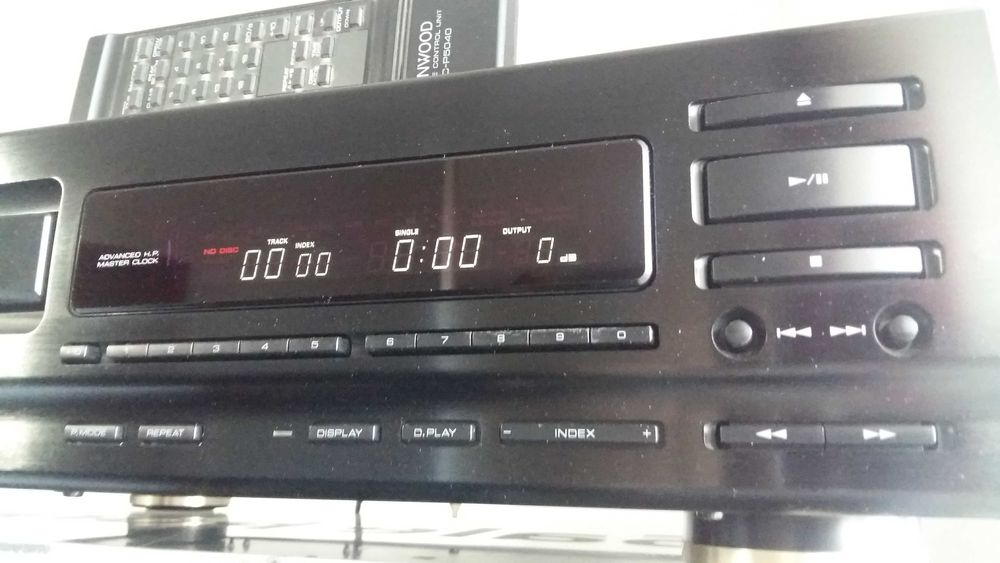 NWOOD
E CONTROL UNIT
C-P5040
ADVANCED H.P.
MASTER CLOCK
NO DISC
TRACK INDEX SINGLE OUTPUT
00 00 0:00 0 dB
2 3 4 5 6 7 8 9 0
P.MODE REPEAT DISPLAY D.PLAY - INDEX +